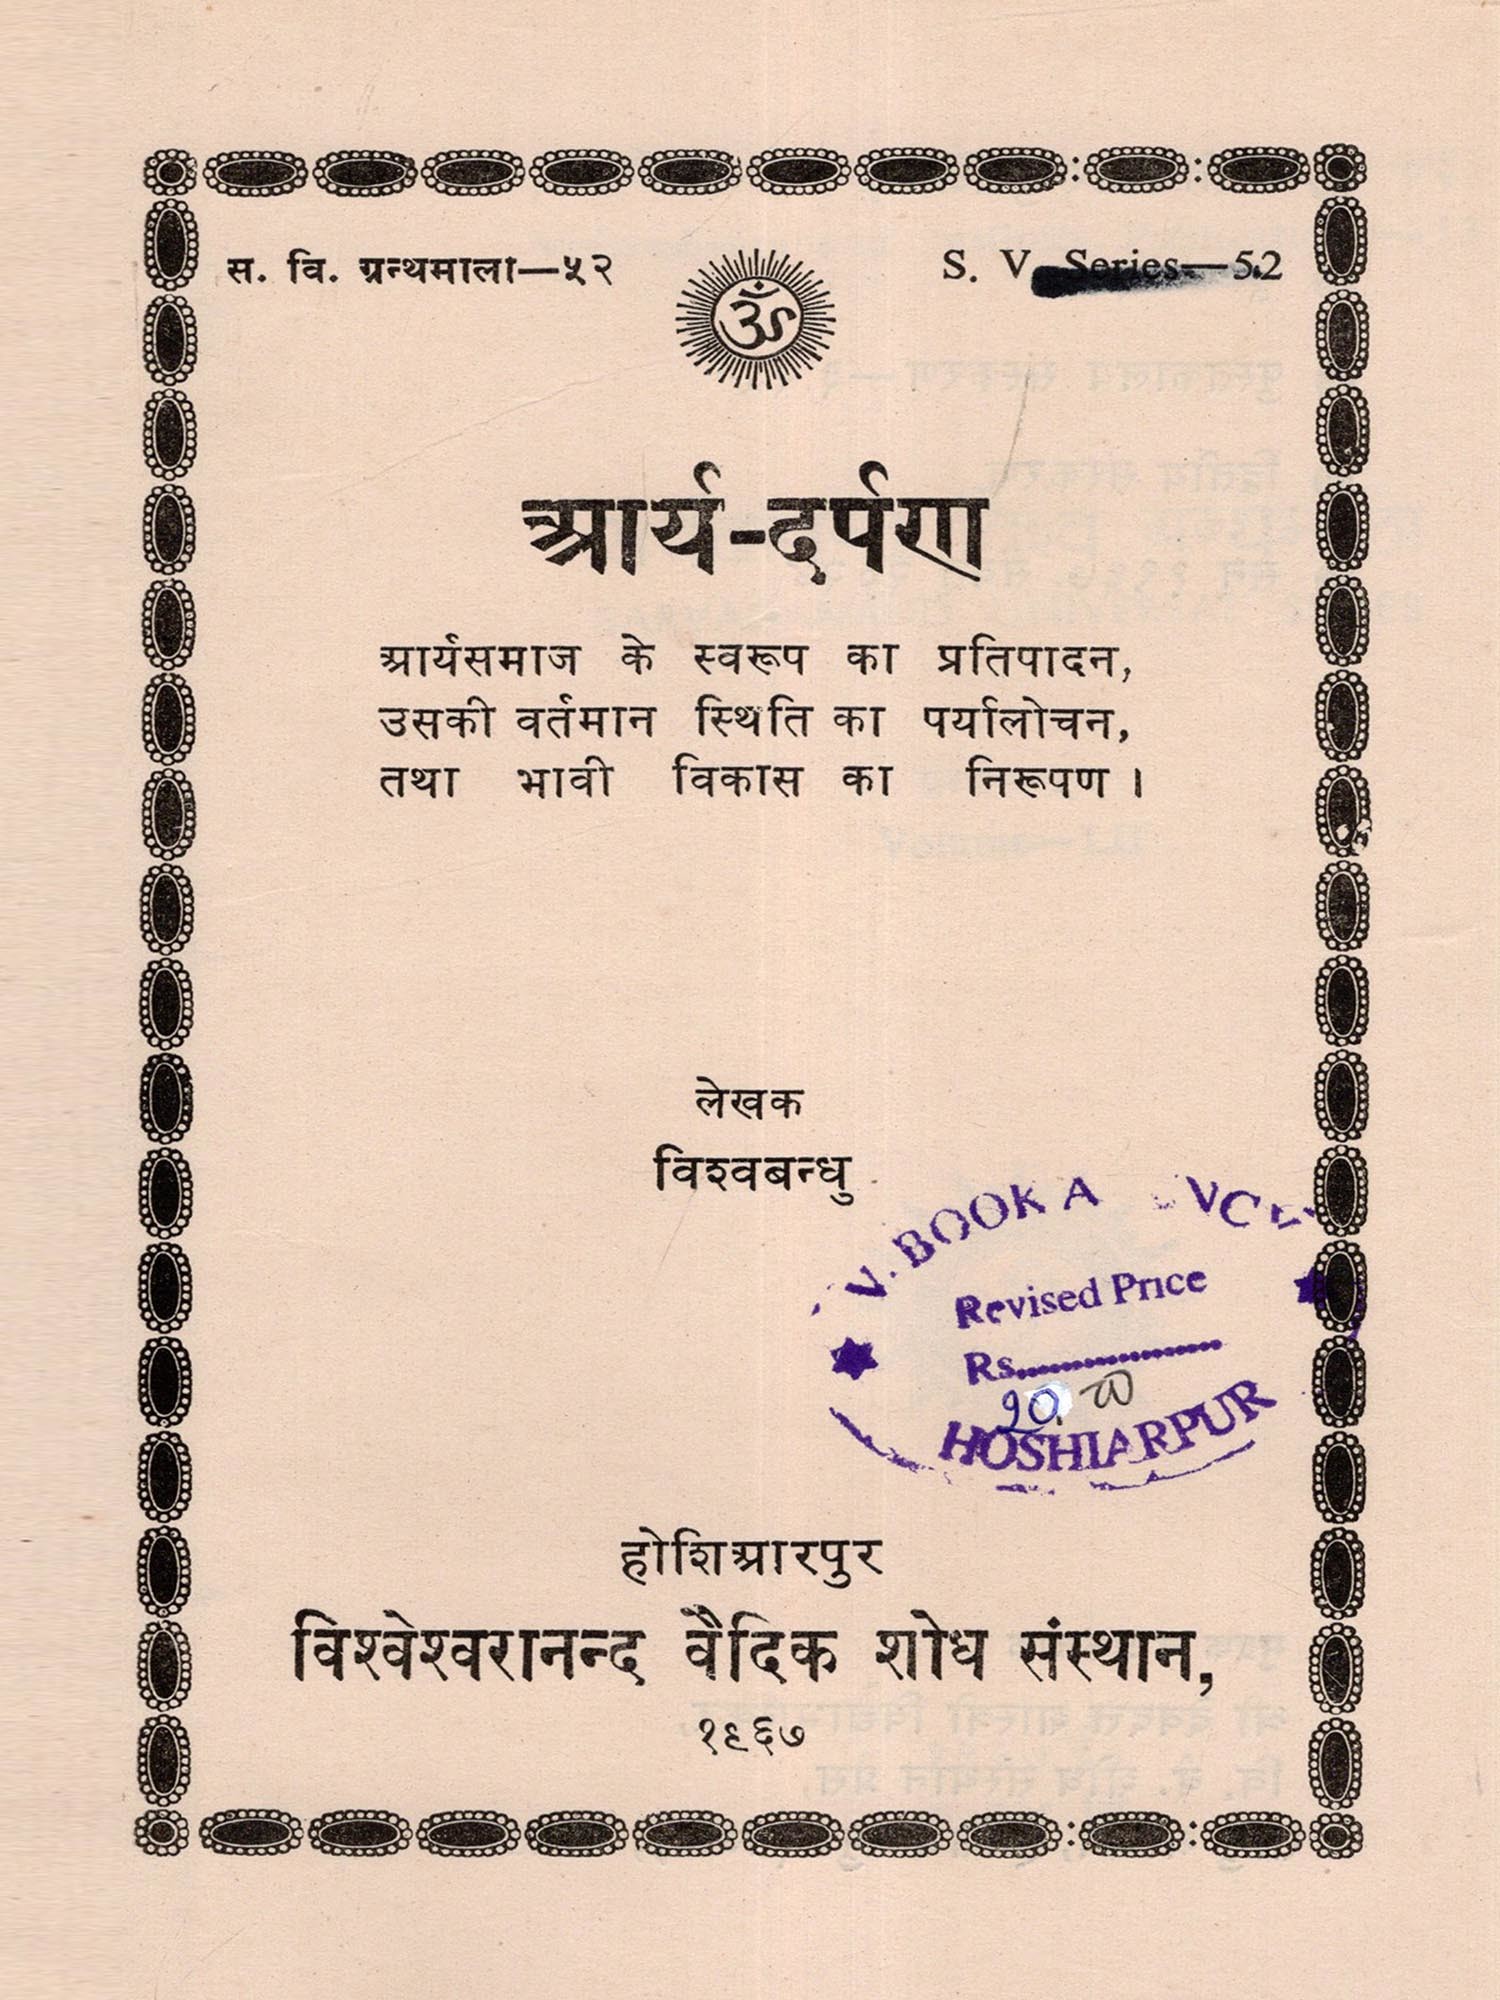 स. वि. ग्रन्थमाला—५२
S. V. Series—52
ॐ
आर्य-दर्पण
आर्यसमाज के स्वरूप का प्रतिपादन,
उसकी वर्तमान स्थिति का पर्यालोचन,
तथा भावी विकास का निरूपण ।
लेखक
विश्वबन्धु
V. BOOK A
Revised Price
Rs....................
HOSHIARPUR
होशिआरपुर
विश्वेश्वरानन्द वैदिक शोध संस्थान,
१९६७